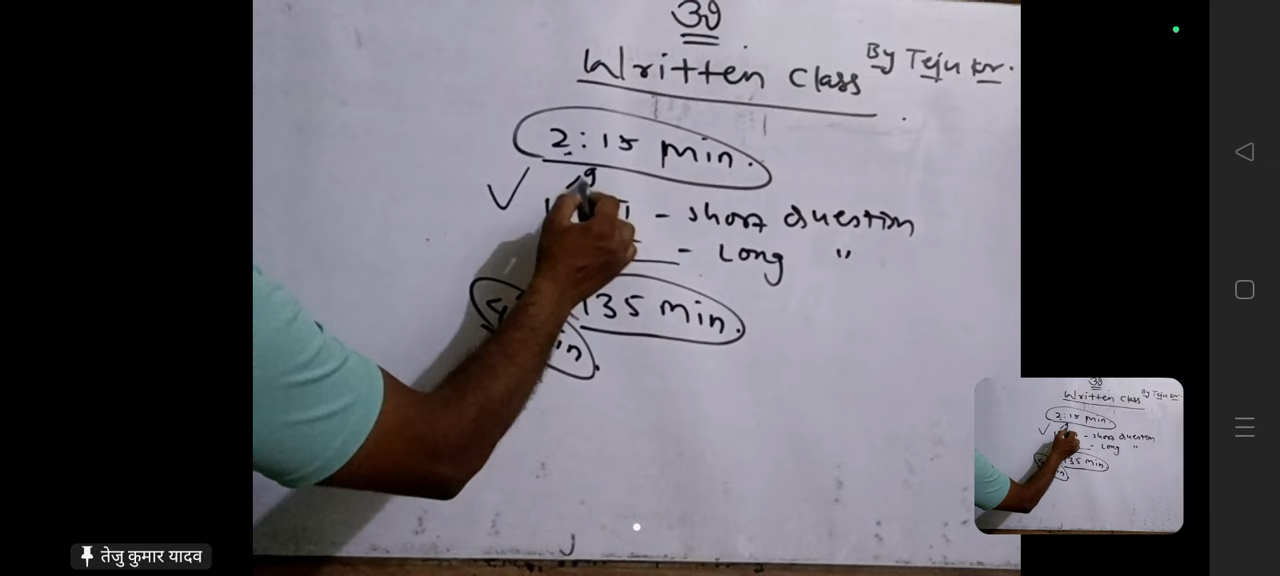 Written Class By Teju Kr.
2:15 Min.
- Short Question
- Long "
135 Min.
तेजु कुमार यादव